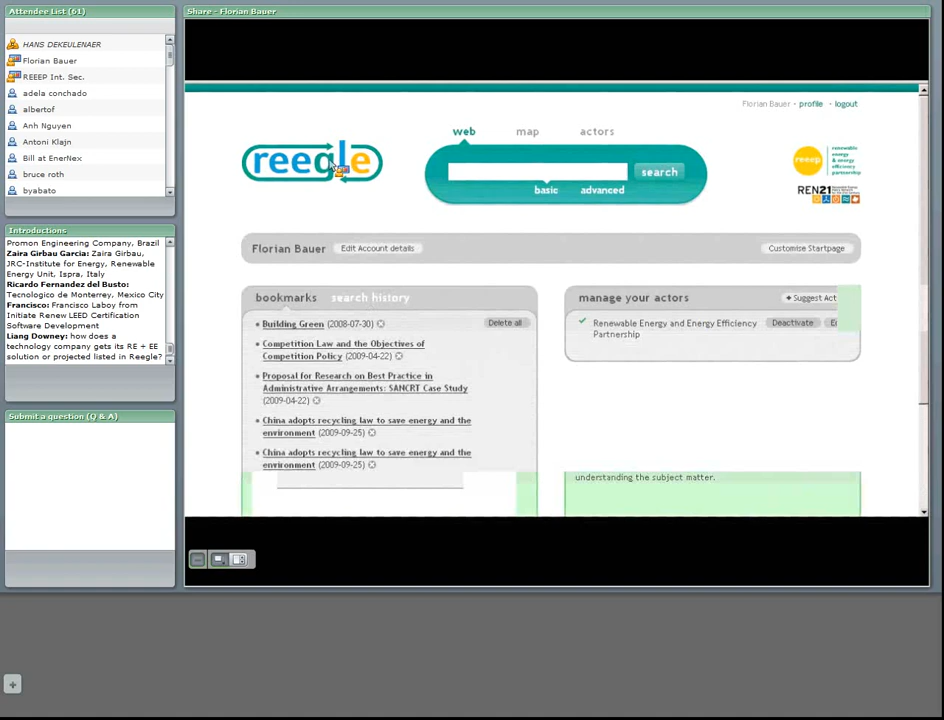 Attendee List (61)
HANS DEKEULENAER
Florian Bauer
REEEP Int. Sec.
adela conchado
albertof
Anh Nguyen
Antoni Klajn
Bill at EnerNex
bruce roth
byabato
Introductions
Promon Engineering Company, Brazil
Zaira Girbau Garcia: Zaira Girbau,
JRC-Institute for Energy, Renewable
Energy Unit, Ispra, Italy
Ricardo Fernandez del Busto:
Tecnologico de Monterrey, Mexico City
Francisco: Francisco Laboy from
Initiate Renew LEED Certification
Software Development
Liang Downey: how does a
technology company gets its RE + EE
solution or projected listed in Reegle?
Submit a question (Q & A)
Share - Florian Bauer
Florian Bauer • profile • logout
reegle
web map actors
search
basic advanced
reeep
renewable
energy
& energy
efficiency
partnership
REN21
Florian Bauer Edit Account details Customise Startpage
bookmarks search history
Building Green (2008-07-30) Delete all
Competition Law and the Objectives of
Competition Policy (2009-04-22)
Proposal for Research on Best Practice in
Administrative Arrangements: SANCRT Case Study
(2009-04-22)
China adopts recycling law to save energy and the
environment (2009-09-25)
China adopts recycling law to save energy and the
environment (2009-09-25)
manage your actors + Suggest Act
Renewable Energy and Energy Efficiency Deactivate
Partnership
understanding the subject matter.